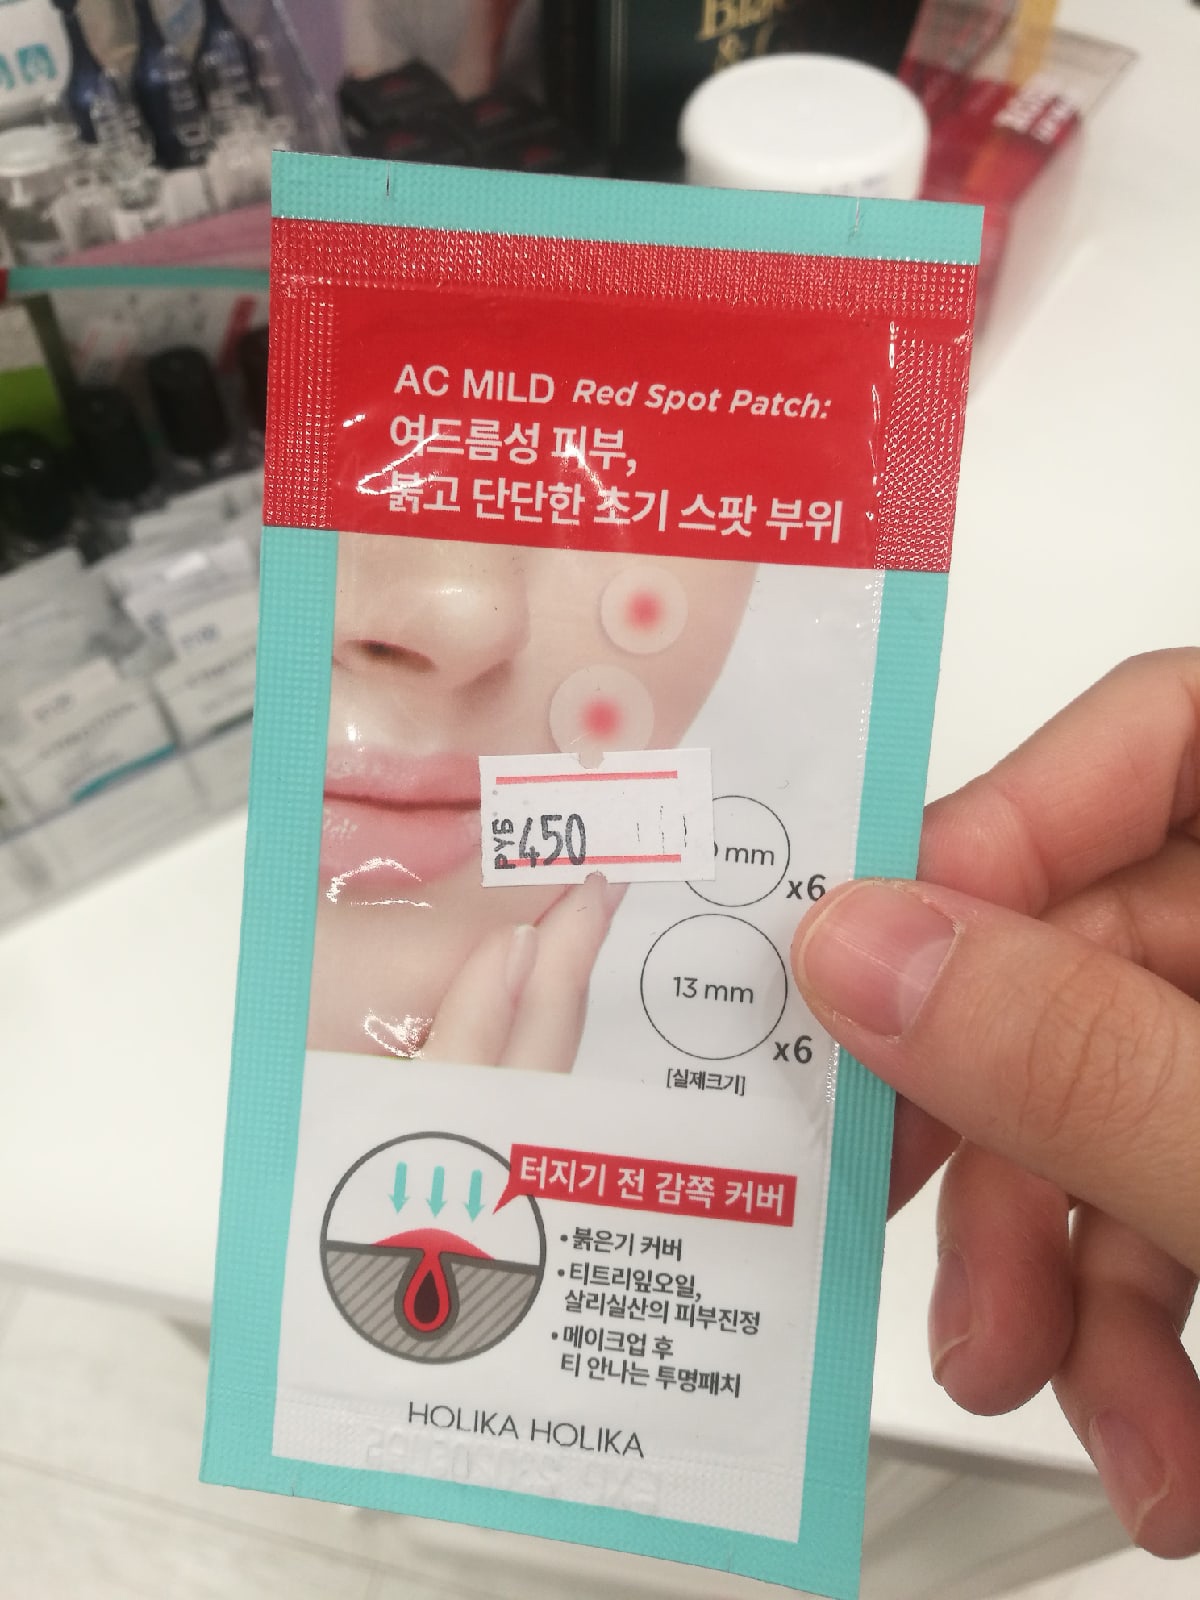 AC MILD Red Spot Patch:
여드름성 피부,
붉고 단단한 초기 스팟 부위
РУБ 450
mm
x6
13 mm
x6
[실제크기]
터지기 전 감쪽 커버
•붉은기 커버
•티트리잎오일,
살리실산의 피부진정
•메이크업 후
티 안나는 투명패치
HOLIKA HOLIKA